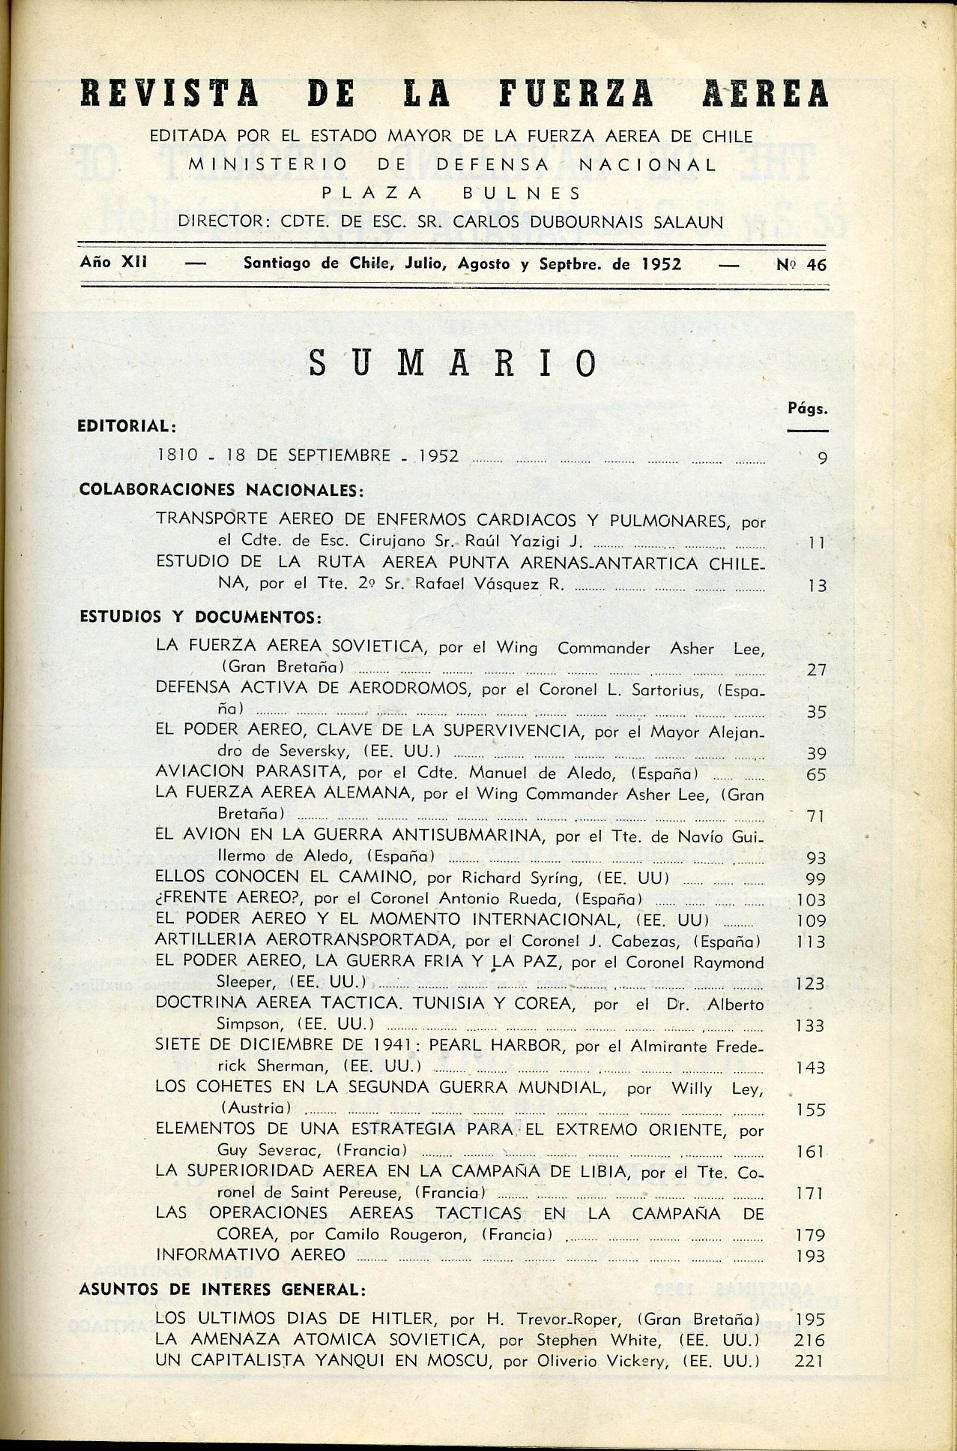 REVISTA DE LA FUERZA AEREA
EDITADA POR EL ESTADO MAYOR DE LA FUERZA AEREA DE CHILE
MINISTERIO DE DEFENSA NACIONAL
PLAZA BULNES
DIRECTOR: CDTE. DE ESC. SR. CARLOS DUBOURNAIS SALAUN
Año XII — Santiago de Chile, Julio, Agosto y Septbre. de 1952 — Nº 46
SUMARIO
Págs.
EDITORIAL:
1810 - 18 DE SEPTIEMBRE - 1952 ........ 9
COLABORACIONES NACIONALES:
TRANSPORTE AEREO DE ENFERMOS CARDIACOS Y PULMONARES, por
el Cdte. de Esc. Cirujano Sr. Raúl Yazigi J. ........ 11
ESTUDIO DE LA RUTA AEREA PUNTA ARENAS-ANTARTICA CHILE-
NA, por el Tte. 2º Sr. Rafael Vásquez R. ........ 13
ESTUDIOS Y DOCUMENTOS:
LA FUERZA AEREA SOVIETICA, por el Wing Commander Asher Lee,
(Gran Bretaña) ........ 27
DEFENSA ACTIVA DE AERODROMOS, por el Coronel L. Sartorius, (Espa-
ña) ........ 35
EL PODER AEREO, CLAVE DE LA SUPERVIVENCIA, por el Mayor Alejan-
dro de Seversky, (EE. UU.) ........ 39
AVIACION PARASITA, por el Cdte. Manuel de Aledo, (España) ........ 65
LA FUERZA AEREA ALEMANA, por el Wing Commander Asher Lee, (Gran
Bretaña) ........ 71
EL AVION EN LA GUERRA ANTISUBMARINA, por el Tte. de Navío Gui-
llermo de Aledo, (España) ........ 93
ELLOS CONOCEN EL CAMINO, por Richard Syring, (EE. UU) ........ 99
¿FRENTE AEREO?, por el Coronel Antonio Rueda, (España) ........ 103
EL PODER AEREO Y EL MOMENTO INTERNACIONAL, (EE. UU) ........ 109
ARTILLERIA AEROTRANSPORTADA, por el Coronel J. Cabezas, (España) 113
EL PODER AEREO, LA GUERRA FRIA Y LA PAZ, por el Coronel Raymond
Sleeper, (EE. UU.) ........ 123
DOCTRINA AEREA TACTICA. TUNISIA Y COREA, por el Dr. Alberto
Simpson, (EE. UU.) ........ 133
SIETE DE DICIEMBRE DE 1941: PEARL HARBOR, por el Almirante Frede-
rick Sherman, (EE. UU.) ........ 143
LOS COHETES EN LA SEGUNDA GUERRA MUNDIAL, por Willy Ley,
(Austria) ........ 155
ELEMENTOS DE UNA ESTRATEGIA PARA EL EXTREMO ORIENTE, por
Guy Severac, (Francia) ........ 161
LA SUPERIORIDAD AEREA EN LA CAMPAÑA DE LIBIA, por el Tte. Co-
ronel de Saint Pereuse, (Francia) ........ 171
LAS OPERACIONES AEREAS TACTICAS EN LA CAMPAÑA DE
COREA, por Camilo Rougeron, (Francia) ........ 179
INFORMATIVO AEREO ........ 193
ASUNTOS DE INTERES GENERAL:
LOS ULTIMOS DIAS DE HITLER, por H. Trevor-Roper, (Gran Bretaña) 195
LA AMENAZA ATOMICA SOVIETICA, por Stephen White, (EE. UU.) 216
UN CAPITALISTA YANQUI EN MOSCU, por Oliverio Vickery, (EE. UU.) 221